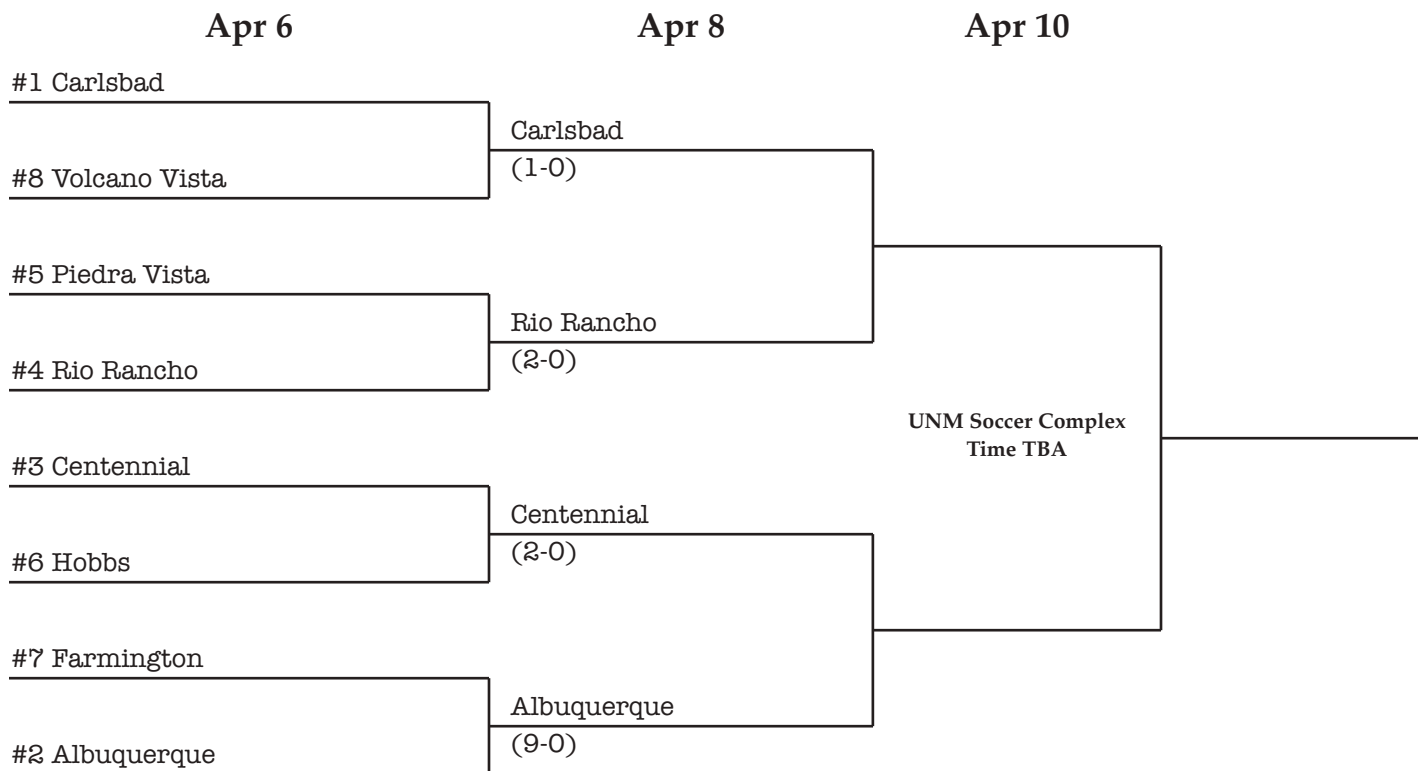 Apr 6
Apr 8
Apr 10
#1 Carlsbad
#8 Volcano Vista
#5 Piedra Vista
#4 Rio Rancho
#3 Centennial
#6 Hobbs
#7 Farmington
#2 Albuquerque
Carlsbad
(1-0)
Rio Rancho
(2-0)
Centennial
(2-0)
Albuquerque
(9-0)
UNM Soccer Complex
Time TBA